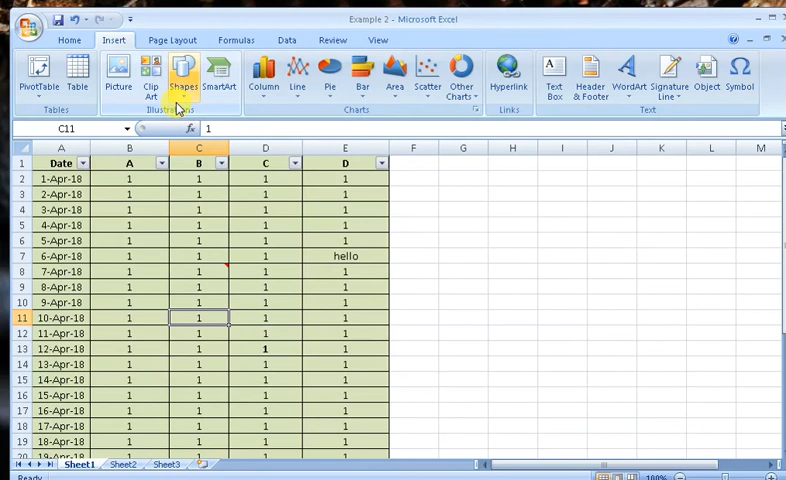 Example 2 - Microsoft Excel
Home Insert Page Layout Formulas Data Review View
PivotTable Table Picture Clip Art Shapes SmartArt Column Line Pie Bar Area Scatter Other Charts Hyperlink Text Box Header & Footer WordArt Signature Line Object Symbol
Tables Illustrations Charts Links Text
C11 fx 1
A B C D E F G H I J K L M
1 Date A B C D
2 1-Apr-18 1 1 1 1
3 2-Apr-18 1 1 1 1
4 3-Apr-18 1 1 1 1
5 4-Apr-18 1 1 1 1
6 5-Apr-18 1 1 1 1
7 6-Apr-18 1 1 1 hello
8 7-Apr-18 1 1 1 1
9 8-Apr-18 1 1 1 1
10 9-Apr-18 1 1 1 1
11 10-Apr-18 1 1 1 1
12 11-Apr-18 1 1 1 1
13 12-Apr-18 1 1 1 1
14 13-Apr-18 1 1 1 1
15 14-Apr-18 1 1 1 1
16 15-Apr-18 1 1 1 1
17 16-Apr-18 1 1 1 1
18 17-Apr-18 1 1 1 1
19 18-Apr-18 1 1 1 1
20 19-Apr-18 1 1 1 1
Sheet1 Sheet2 Sheet3
Ready 100%